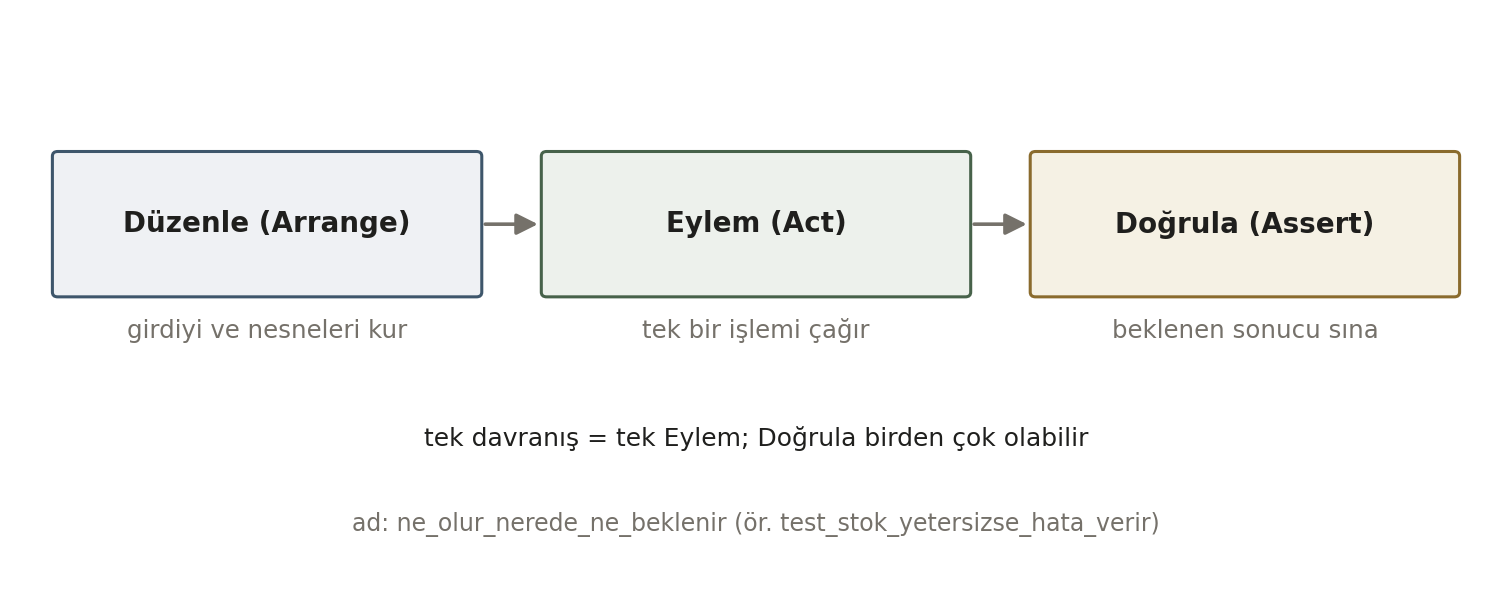 Düzenle (Arrange)
Eylem (Act)
Doğrula (Assert)
girdiyi ve nesneleri kur
tek bir işlemi çağır
beklenen sonucu sına
tek davranış = tek Eylem; Doğrula birden çok olabilir
ad: ne_olur_nerede_ne_beklenir (ör. test_stok_yetersizse_hata_verir)